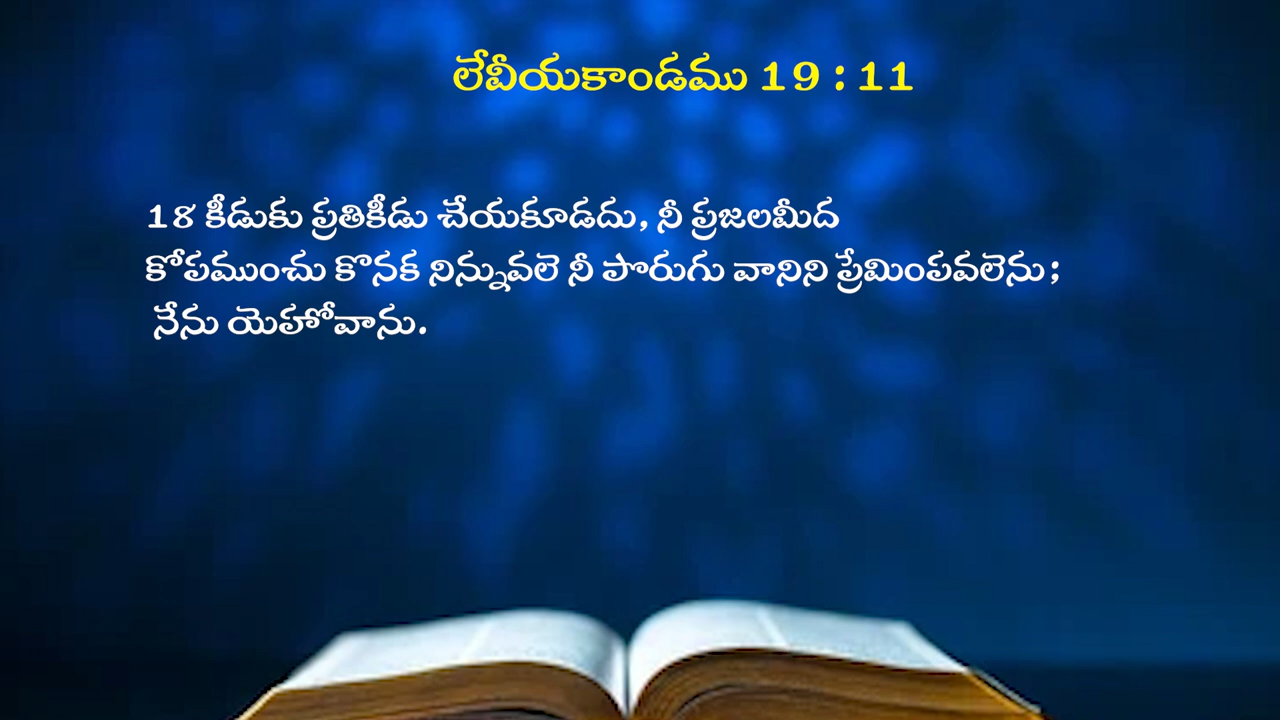 లేవీయకాండము 19 : 11
18 కీడుకు ప్రతికీడు చేయకూడదు, నీ ప్రజలమీద
కోపముంచు కొనక నిన్నువలె నీ పొరుగు వానిని ప్రేమింపవలెను;
నేను యెహోవాను.